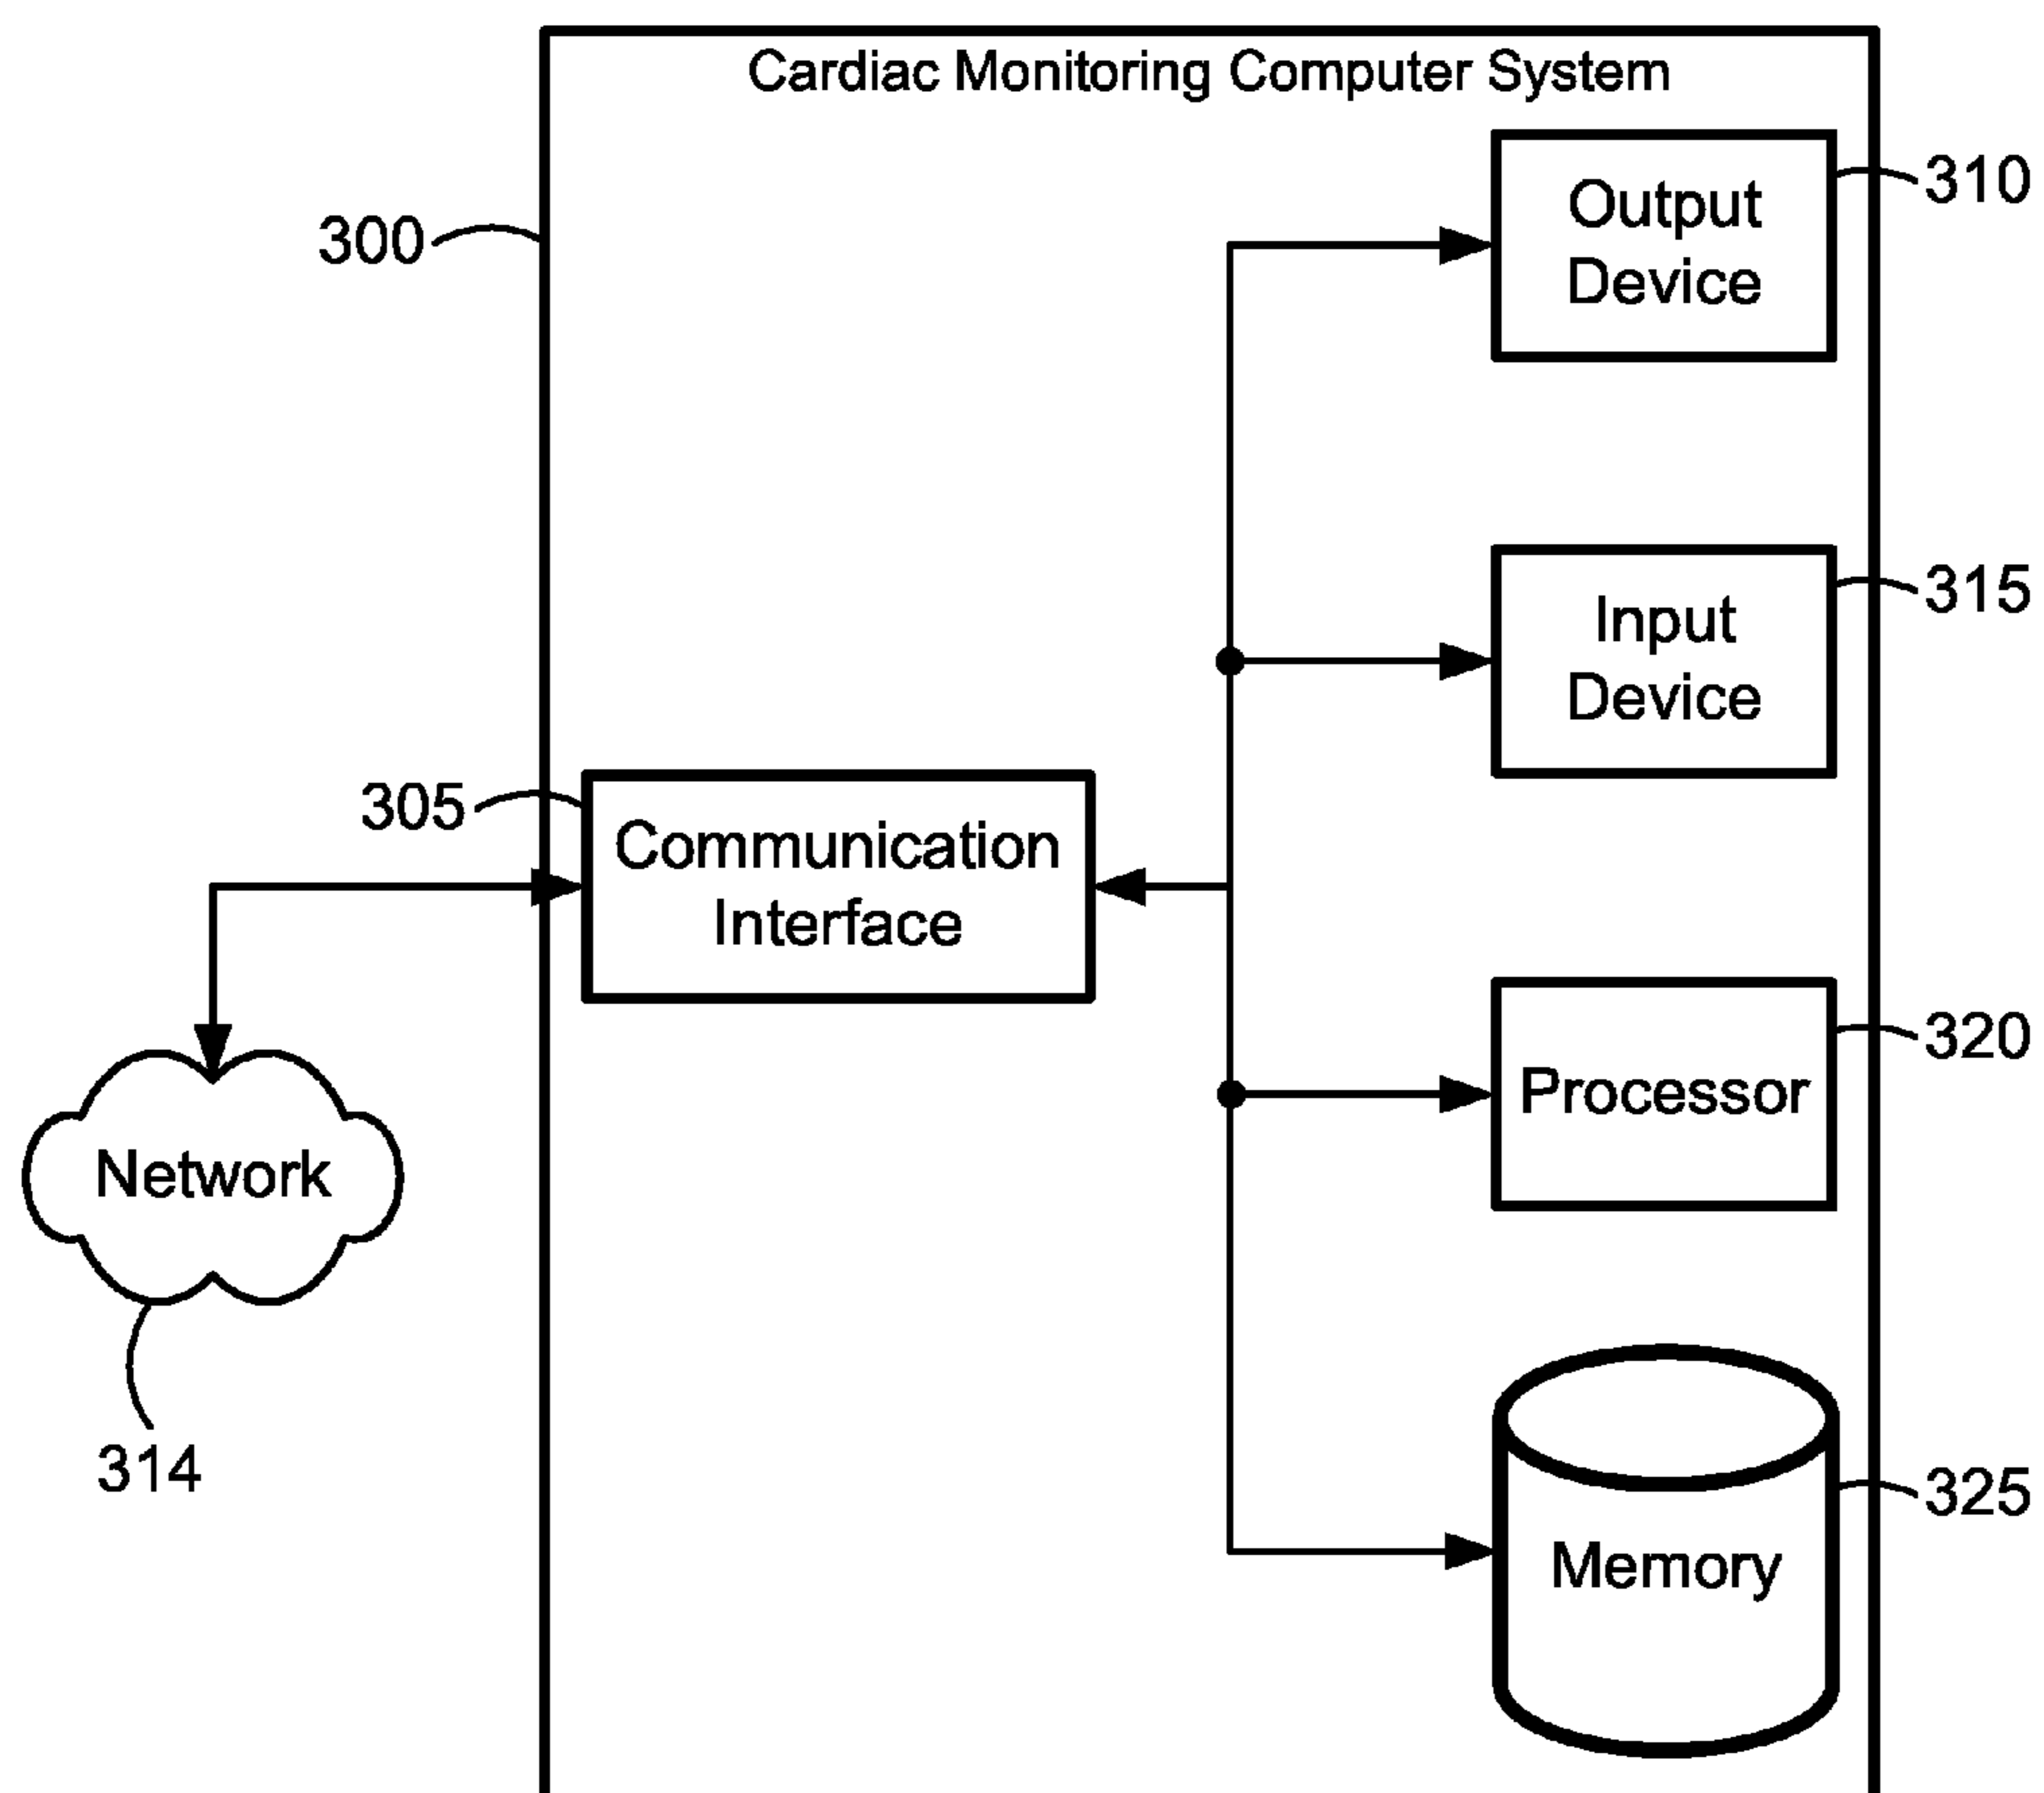 Cardiac Monitoring Computer System
310
Output
Device
300
315
Input
Device
305
Communication
Interface
320
Processor
Network
314
325
Memory